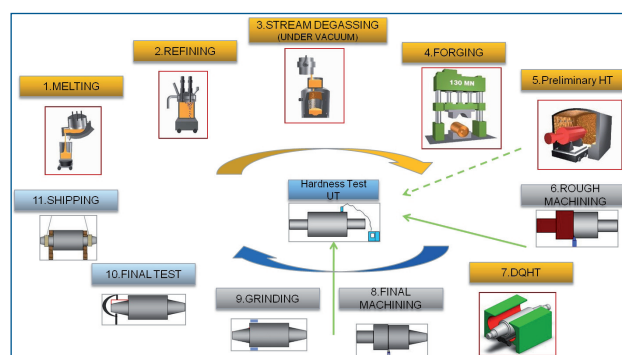 1.MELTING
2.REFINING
3.STREAM DEGASSING
(UNDER VACUUM)
4.FORGING
130 MN
5.Preliminary HT
6.ROUGH
MACHINING
7.DQHT
8.FINAL
MACHINING
9.GRINDING
10.FINAL TEST
11.SHIPPING
Hardness Test
UT